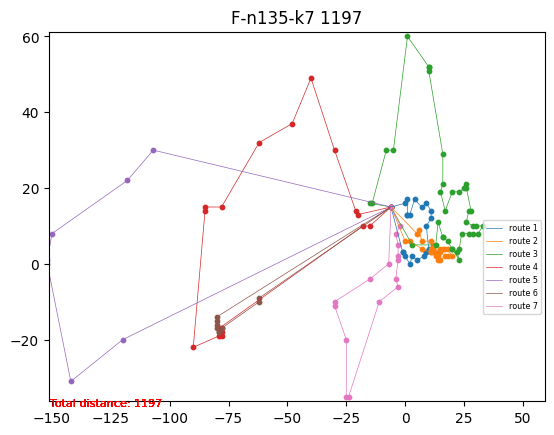 F-n135-k7 1197
60
40
20
0
−20
−150
−125
−100
−75
−50
−25
0
25
50
route 1
route 2
route 3
route 4
route 5
route 6
route 7
Total distance: 1197